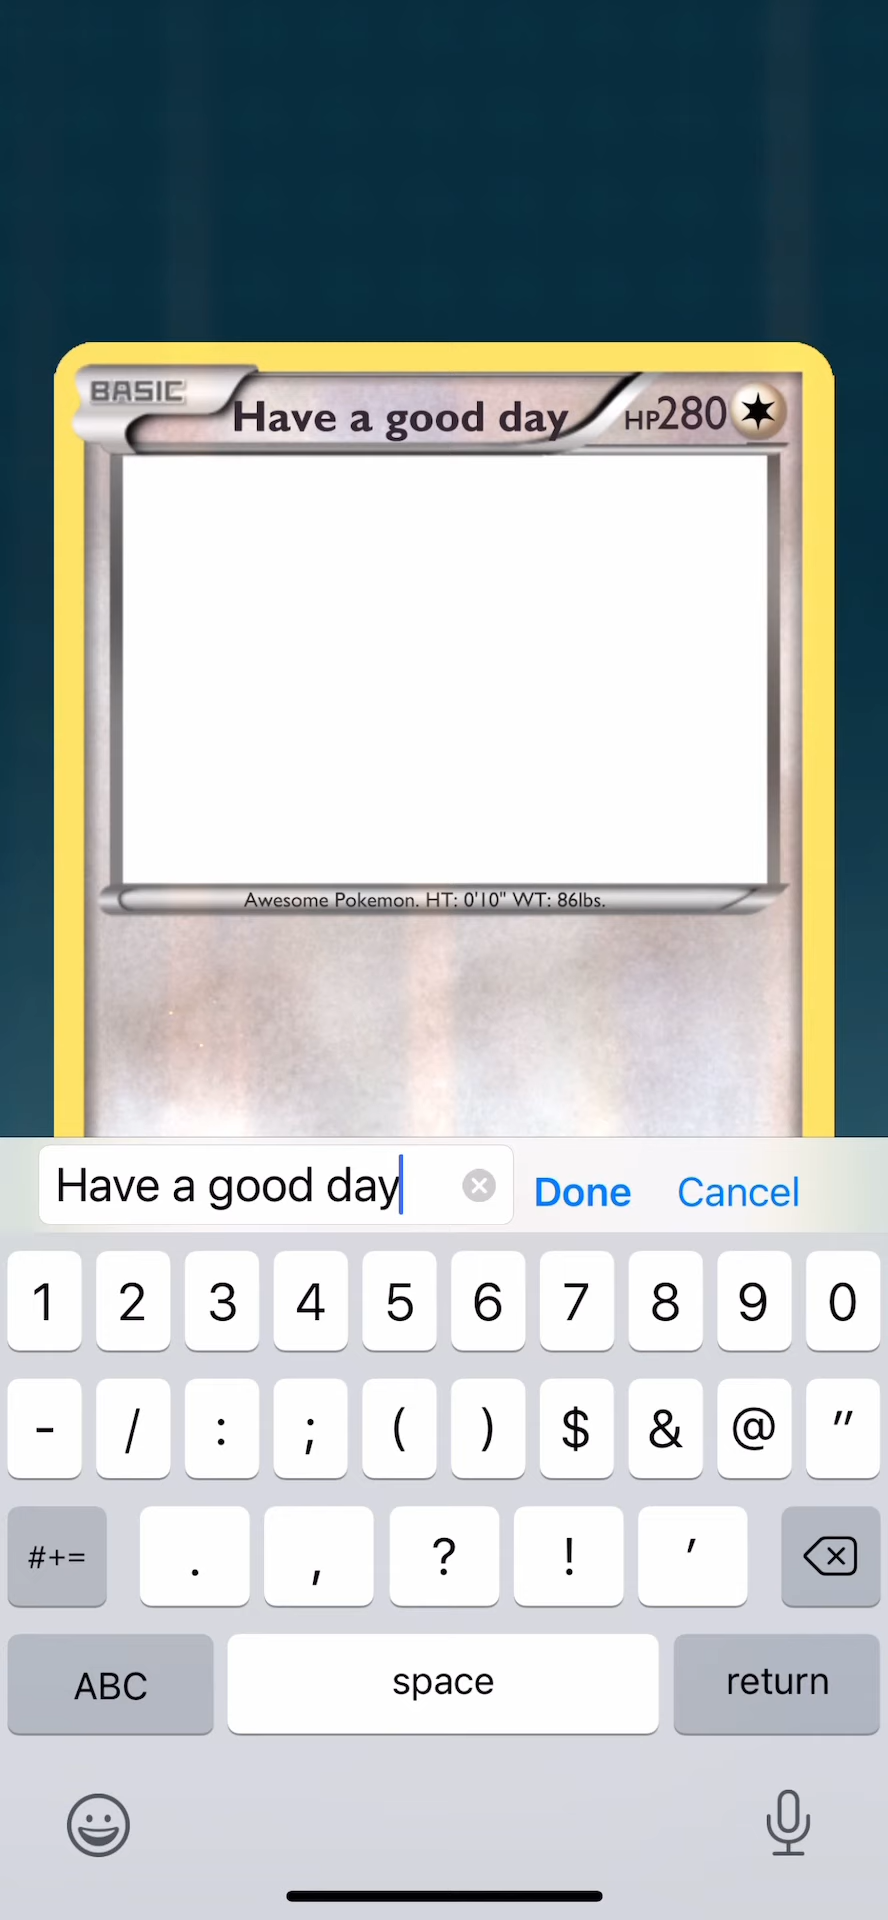 BASIC
Have a good day HP280
Awesome Pokemon. HT: 0'10" WT: 86lbs.
Have a good day Done Cancel
1 2 3 4 5 6 7 8 9 0
- / : ; ( ) $ & @ "
#+= . , ? ! '
ABC space return